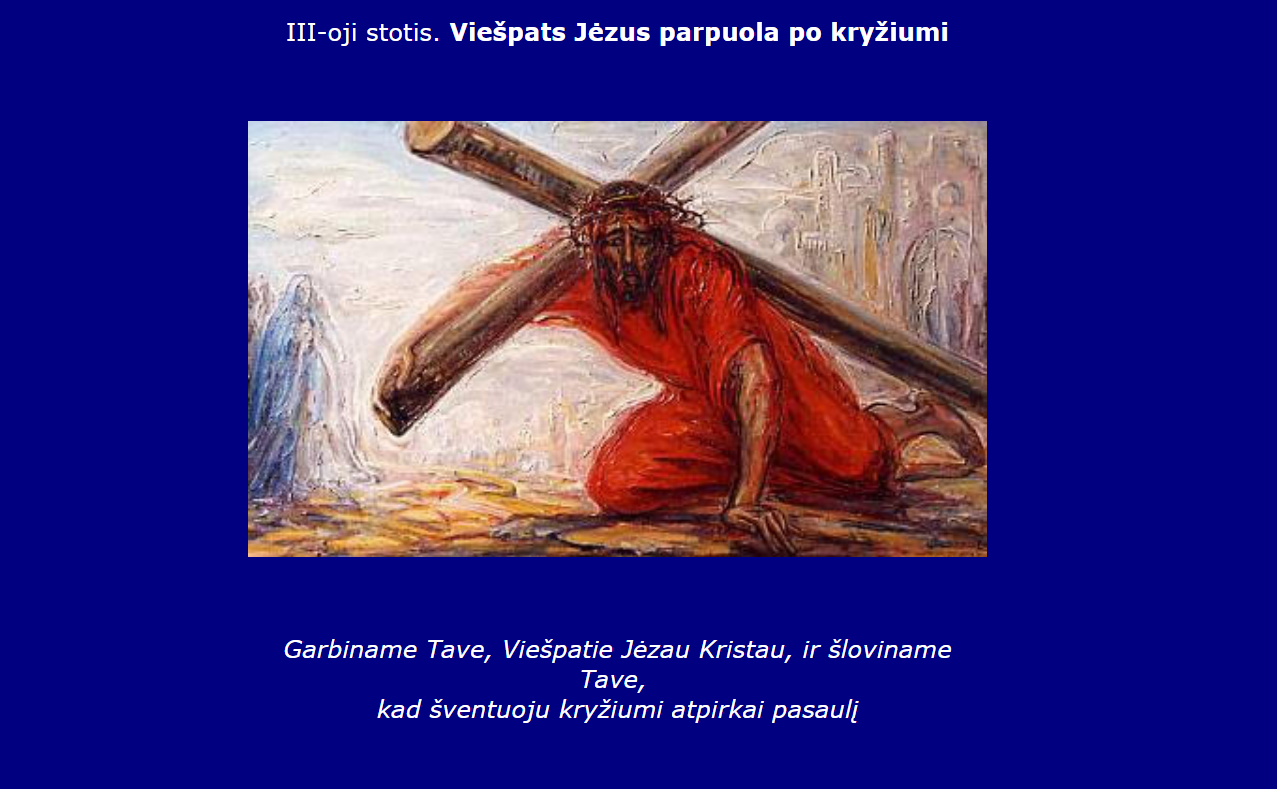 III-oji stotis. Viešpats Jėzus parpuola po kryžiumi
Garbiname Tave, Viešpatie Jėzau Kristau, ir šloviname
Tave,
kad šventuoju kryžiumi atpirkai pasaulį